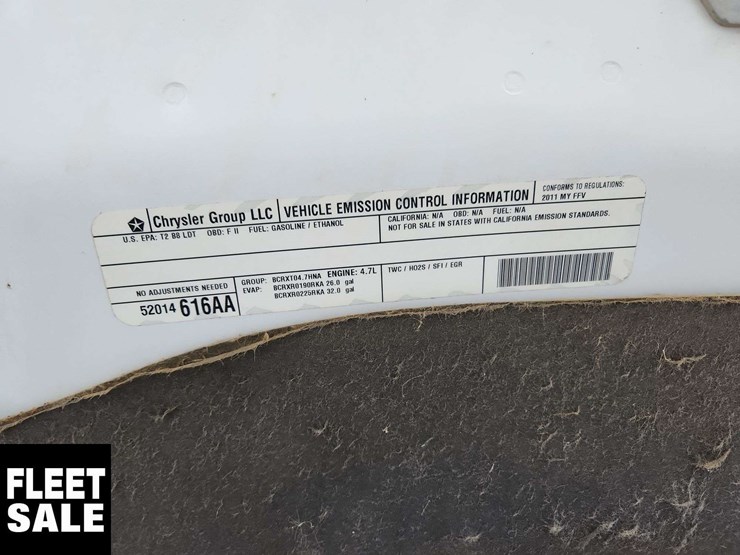 Chrysler Group LLC
VEHICLE EMISSION CONTROL INFORMATION
CONFORMS TO REGULATIONS:
2011 MY FFV
U.S. EPA: T2 B8 LDT OBD: F II FUEL: GASOLINE / ETHANOL
CALIFORNIA: N/A OBD: N/A FUEL: N/A
NOT FOR SALE IN STATES WITH CALIFORNIA EMISSION STANDARDS.
NO ADJUSTMENTS NEEDED
52014 616AA
GROUP: BCRXT04.7HNA ENGINE: 4.7L
EVAP: BCRXR0190RKA 26.0 gal
BCRXR0225RKA 32.0 gal
TWC / HO2S / SFI / EGR
FLEET
SALE